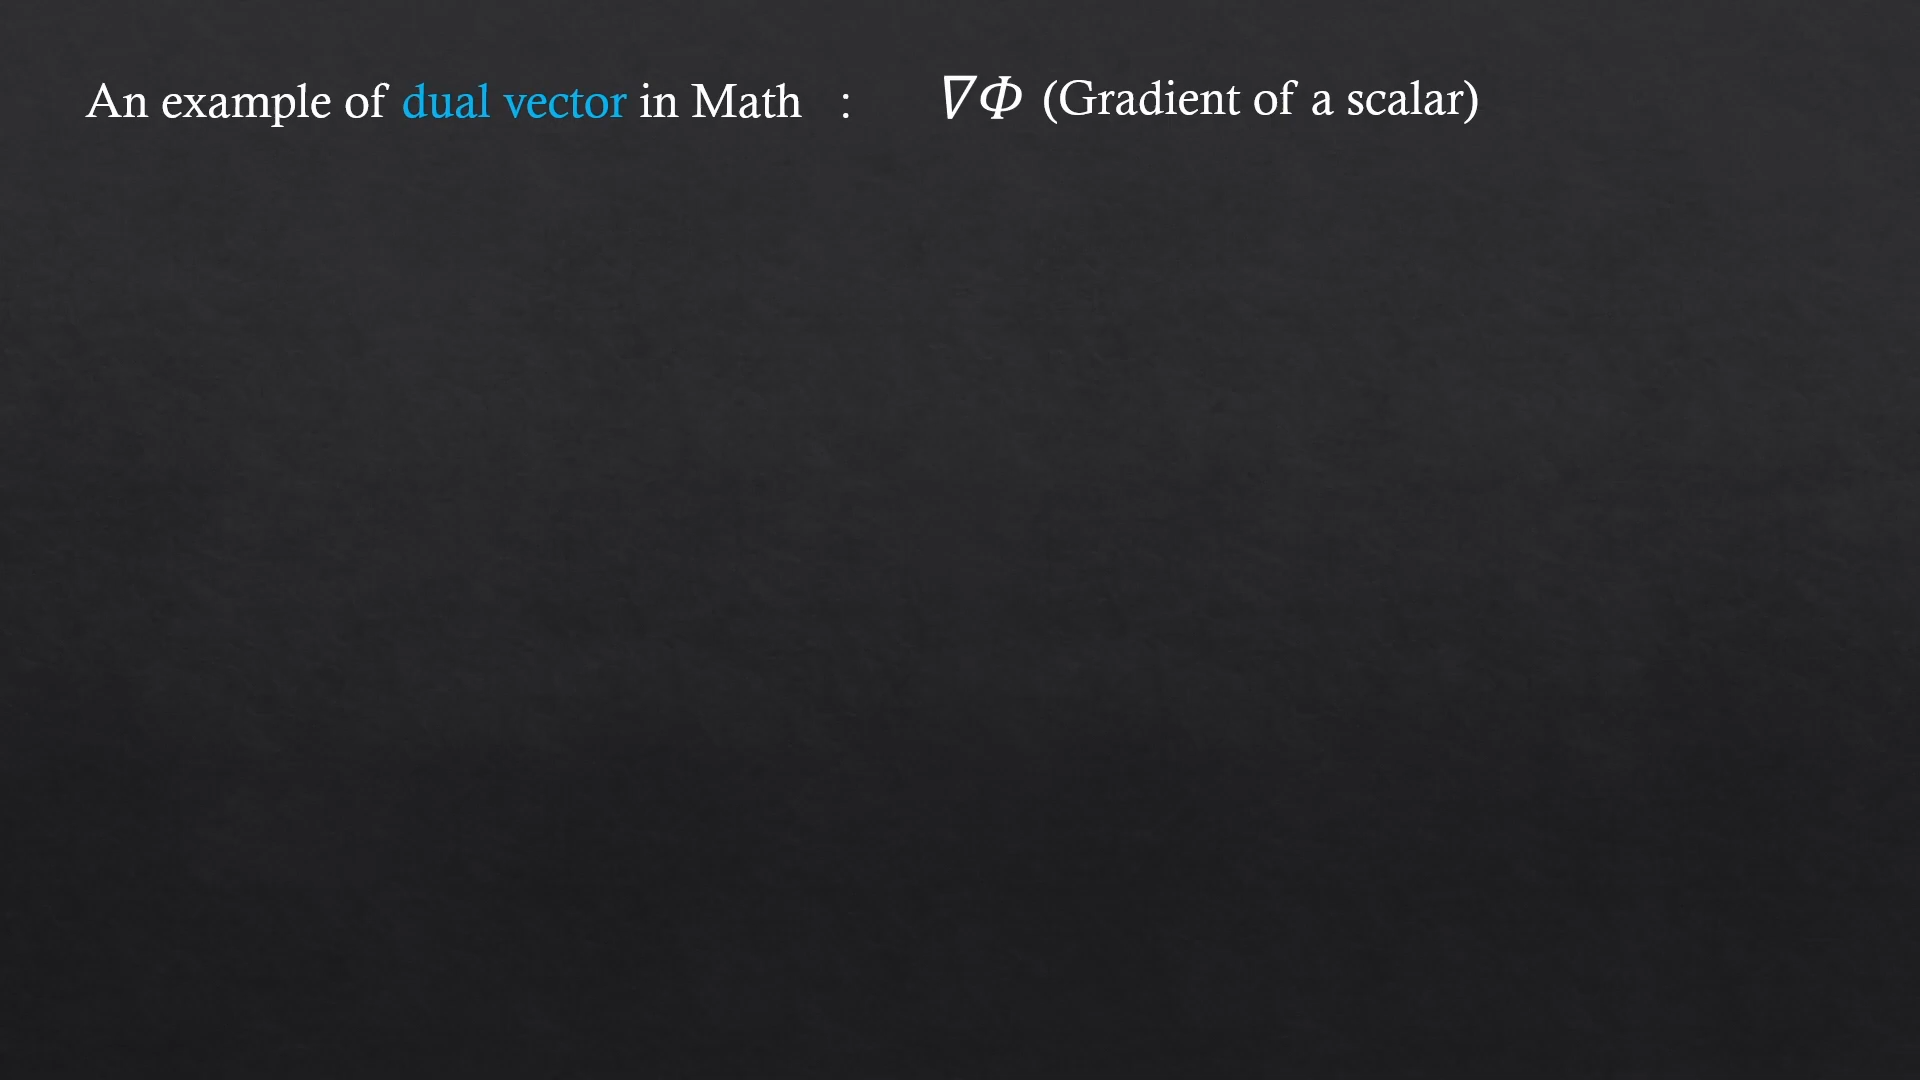 An example of dual vector in Math : ∇Φ (Gradient of a scalar)